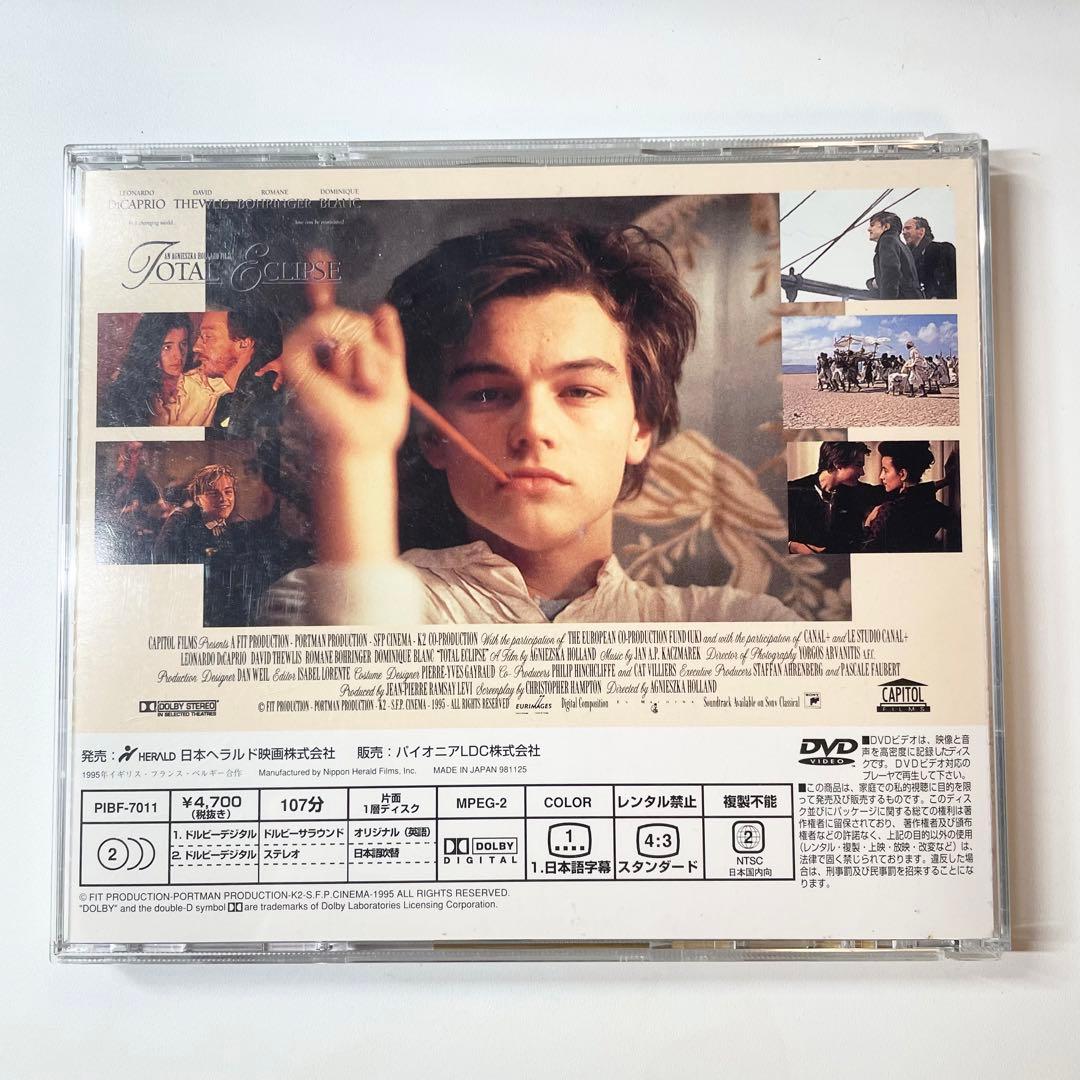 LEONARDO DAVID ROMANE DOMINIQUE
DiCAPRIO THEWLIS BOHRINGER BLANC
AN AGNIESZKA HOLLAND FILM
TOTAL ECLIPSE
CAPITOL FILMS Presents A FIT PRODUCTION - PORTMAN PRODUCTION - SFP CINEMA - K2 CO-PRODUCTION With the participation of THE EUROPEAN CO-PRODUCTION FUND (UK) and with the participation of CANAL+ and LE STUDIO CANAL+
LEONARDO DiCAPRIO DAVID THEWLIS ROMANE BOHRINGER DOMINIQUE BLANC "TOTAL ECLIPSE" A Film by AGNIEZSKA HOLLAND Music by JAN A.P. KACZMAREK Director of Photography YORGOS ARVANITIS AFC.
Production Designer DAN WEIL Editor ISABEL LORENTE Costume Designer PIERRE-YVES GAYRAUD Co-Producers PHILIP HINCHCLIFFE and CAT VILLIERS Executive Producers STAFFAN AHRENBERG and PASCALE FAUBERT
Produced by JEAN-PIERRE RAMSAY LEVI Screenplay by CHRISTOPHER HAMPTON Directed by AGNIESZKA HOLLAND
DOLBY STEREO
IN SELECTED THEATRES
© FIT PRODUCTION - PORTMAN PRODUCTION - K2 - S.F.P. CINEMA - 1995 - ALL RIGHTS RESERVED EURIMAGES Digital Composition Ex Machina Soundtrack Available on Sony Classical SONY
CAPITOL
FILMS
発売: HERALD 日本ヘラルド映画株式会社 販売:パイオニアLDC株式会社
1995年イギリス・フランス・ベルギー合作 Manufactured by Nippon Herald Films, Inc. MADE IN JAPAN 981125
DVD
VIDEO
■DVDビデオは、映像と音
声を高密度に記録したディス
クです。DVDビデオ対応の
プレーヤで再生して下さい。
■この商品は、家庭での私的視聴に目的を限
って発売及び販売するものです。このディス
ク並びにパッケージに関する総ての権利は著
作権者に留保されており、著作権者及び頒布
権者などの許諾なく、上記の目的以外の使用
(レンタル・複製・上映・放映・改変など)は、
法律で固く禁じられております。違反した場
合は、刑事罰及び民事罰を招来することにな
ります。
PIBF-7011 ¥4,700 (税抜き) 107分 片面 1層ディスク MPEG-2 COLOR レンタル禁止 複製不能
2 1. ドルビーデジタル ドルビーサラウンド オリジナル(英語)
2. ドルビーデジタル ステレオ 日本語吹替
DOLBY
DIGITAL
1
1.日本語字幕
4:3
スタンダード
2
NTSC
日本国内向
© FIT PRODUCTION-PORTMAN PRODUCTION-K2-S.F.P.CINEMA-1995 ALL RIGHTS RESERVED.
"DOLBY" and the double-D symbol are trademarks of Dolby Laboratories Licensing Corporation.